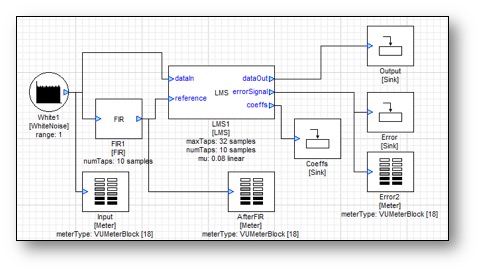 White1
[WhiteNoise]
range: 1
FIR
FIR1
[FIR]
numTaps: 10 samples
dataIn
reference
LMS
dataOut
errorSignal
coeffs
LMS1
[LMS]
maxTaps: 32 samples
numTaps: 10 samples
mu: 0.08 linear
Output
[Sink]
Error
[Sink]
Coeffs
[Sink]
Input
[Meter]
meterType: VUMeterBlock [18]
AfterFIR
[Meter]
meterType: VUMeterBlock [18]
Error2
[Meter]
meterType: VUMeterBlock [18]